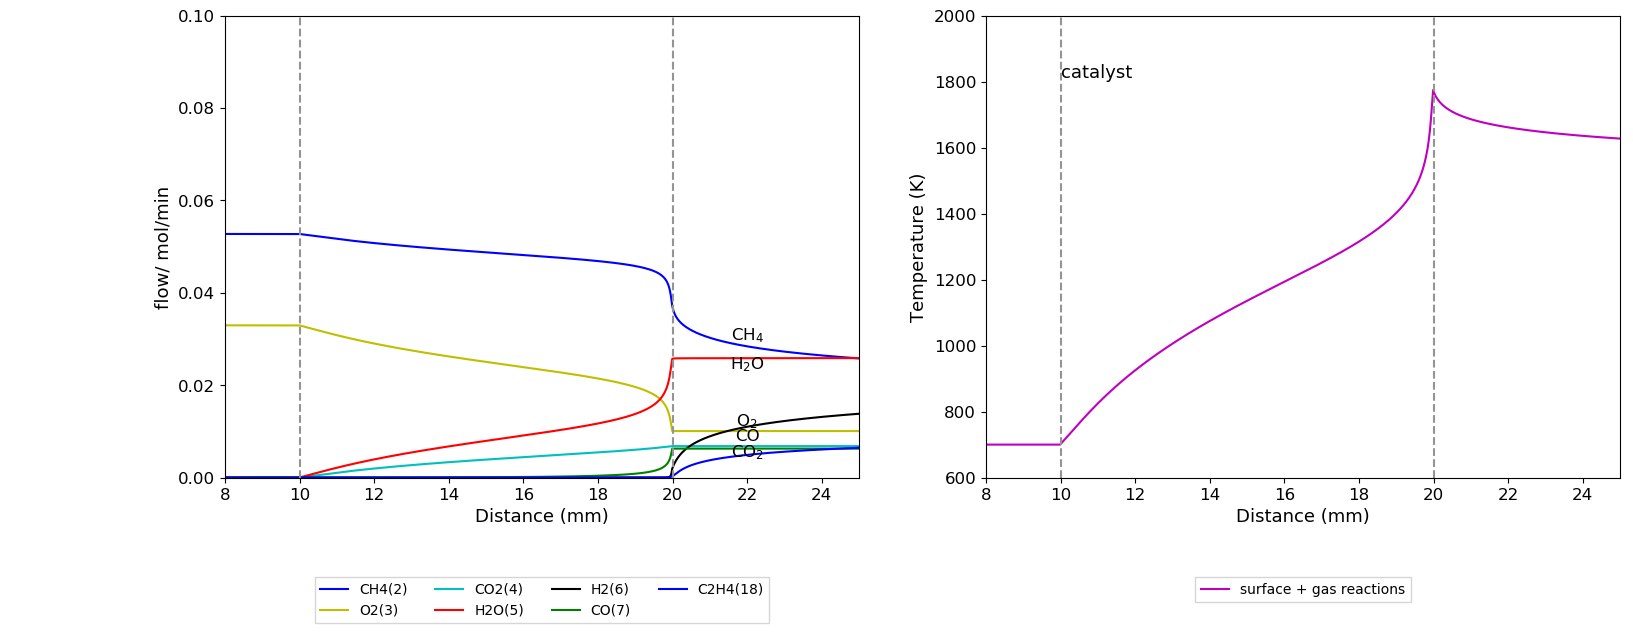 0.10
0.08
0.06
0.04
0.02
0.00
flow/ mol/min
CH₄
H₂O
O₂
CO
CO₂
8 10 12 14 16 18 20 22 24
Distance (mm)
CH4(2) CO2(4) H2(6) C2H4(18)
O2(3) H2O(5) CO(7)
2000
1800
1600
1400
1200
1000
800
600
Temperature (K)
catalyst
8 10 12 14 16 18 20 22 24
Distance (mm)
surface + gas reactions